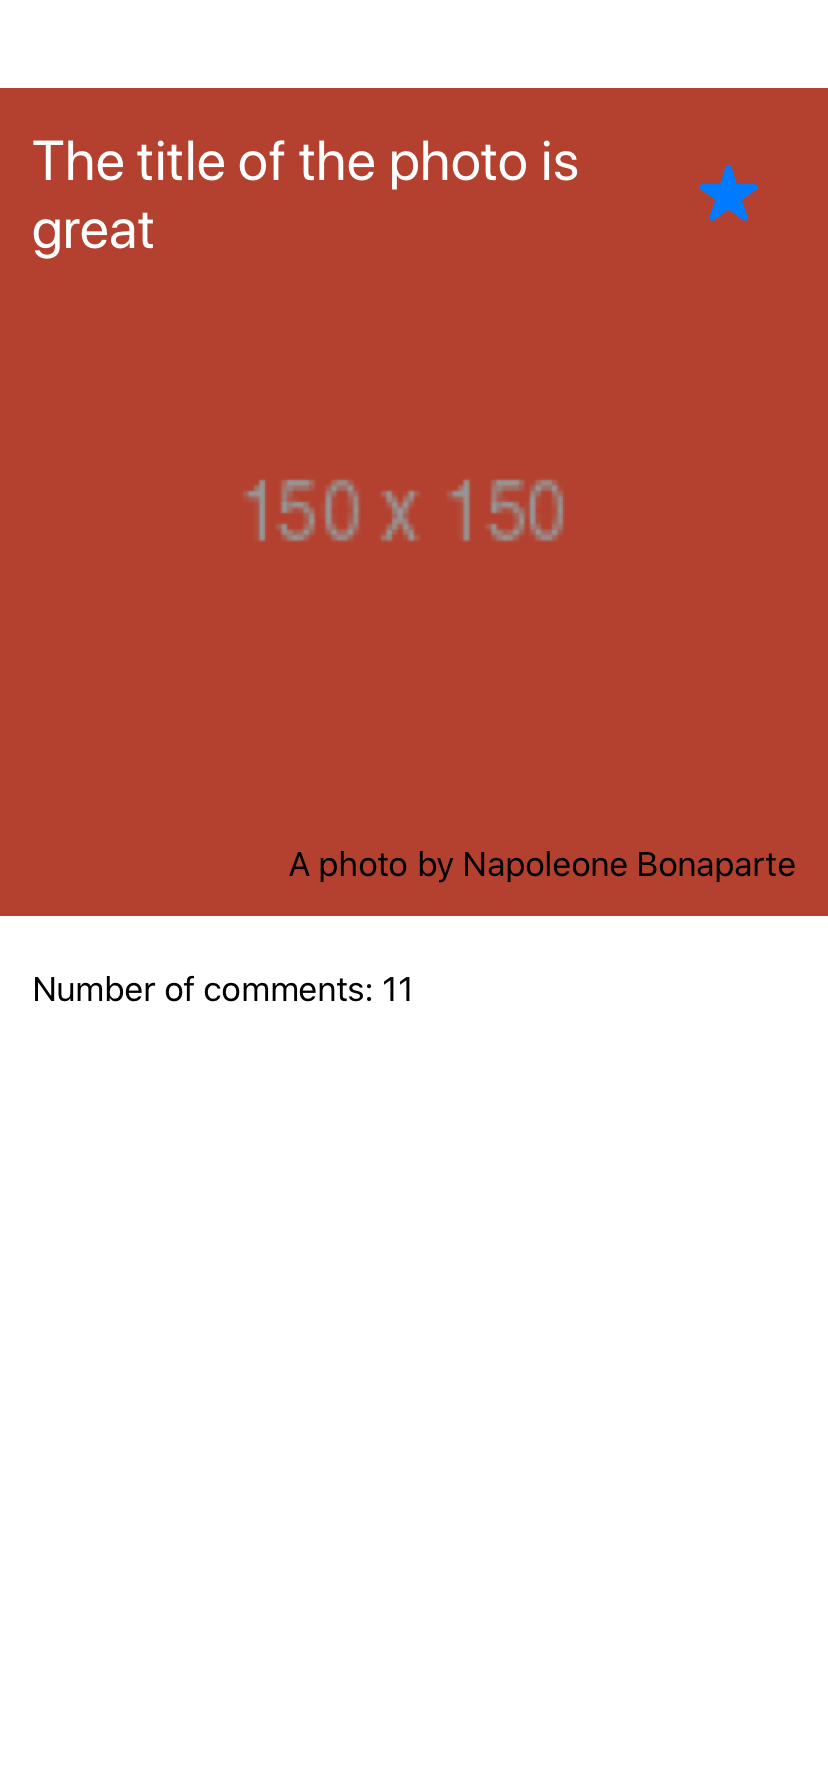 The title of the photo is
great
150 x 150
A photo by Napoleone Bonaparte
Number of comments: 11